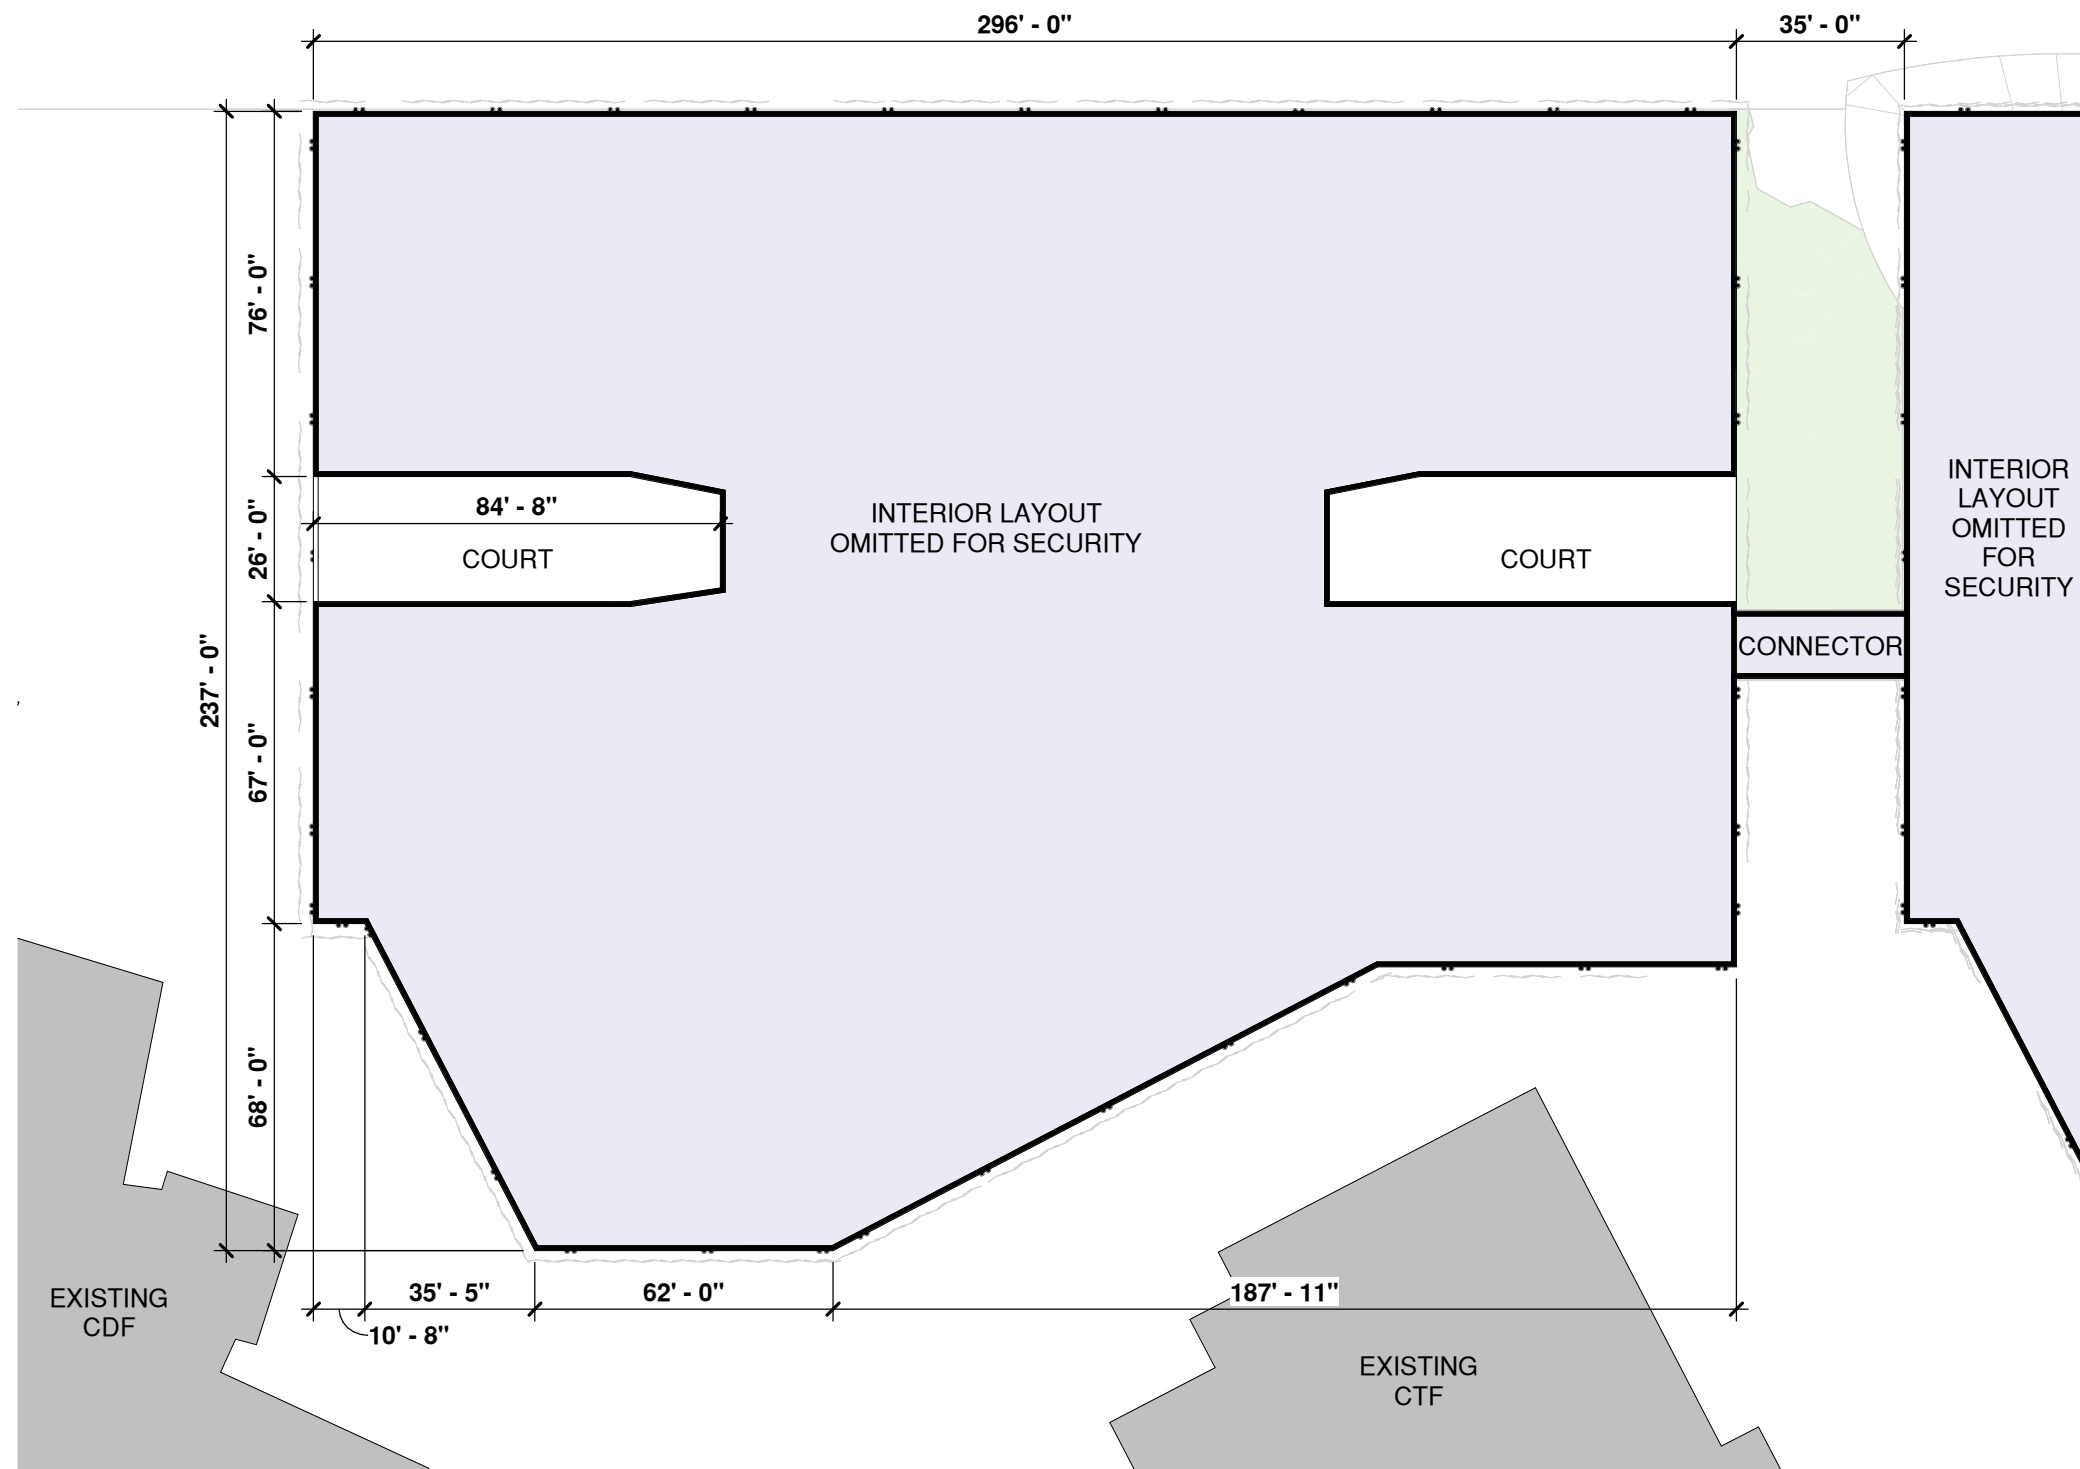 296' - 0"
35' - 0"
76' - 0"
26' - 0"
237' - 0"
67' - 0"
68' - 0"
84' - 8"
COURT
INTERIOR LAYOUT
OMITTED FOR SECURITY
COURT
INTERIOR
LAYOUT
OMITTED
FOR
SECURITY
CONNECTOR
35' - 5"
62' - 0"
187' - 11"
10' - 8"
EXISTING
CDF
EXISTING
CTF